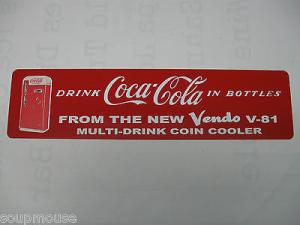 DRINK Coca-Cola IN BOTTLES
FROM THE NEW Vendo V-81
MULTI-DRINK COIN COOLER
© soupmouse